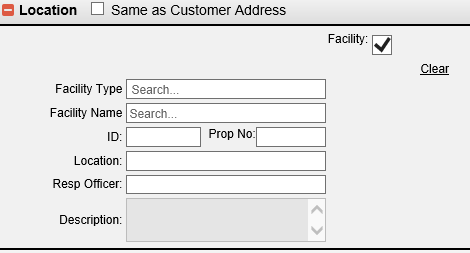 Location Same as Customer Address
Facility:
Clear
Facility Type Search...
Facility Name Search...
ID: Prop No:
Location:
Resp Officer:
Description: